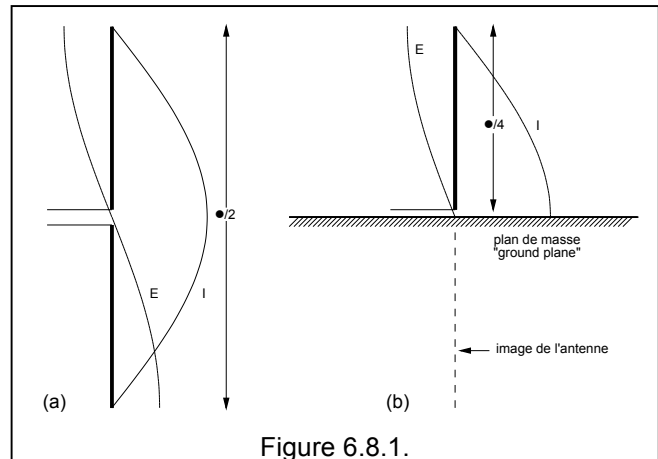 E
●/2
E
I
(a)
E
●/4
I
plan de masse
"ground plane"
image de l'antenne
(b)
Figure 6.8.1.